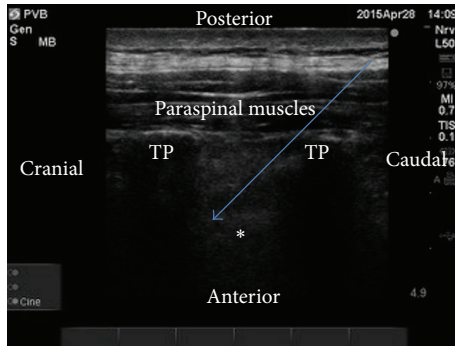 PVB
Posterior
2015Apr28 14:09
Gen
S MB
Nrv
L50
97%
MI
0.7
TIS
0.1
Paraspinal muscles
TP
TP
Cranial
Caudal
76
A
*
Cine
Anterior
4.9